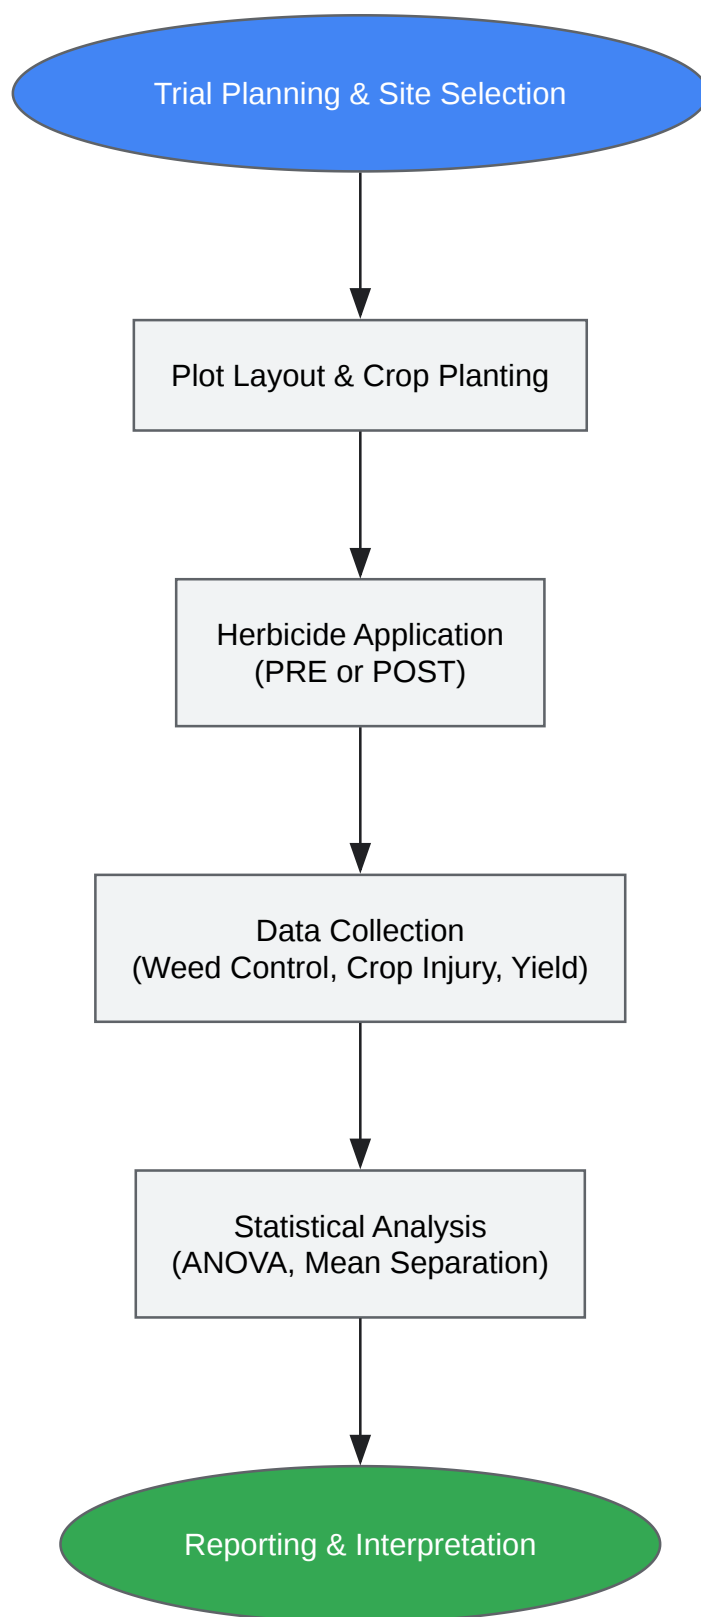 Trial Planning & Site Selection
Plot Layout & Crop Planting
Herbicide Application
(PRE or POST)
Data Collection
(Weed Control, Crop Injury, Yield)
Statistical Analysis
(ANOVA, Mean Separation)
Reporting & Interpretation